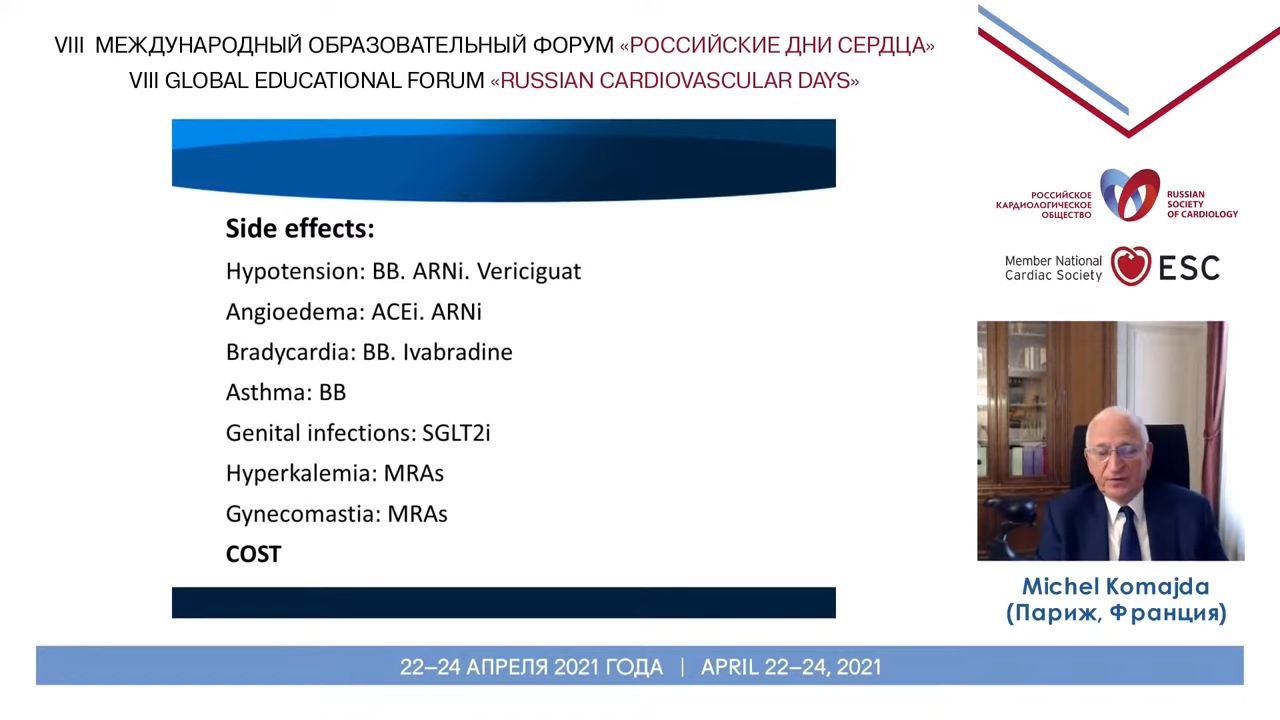 VIII МЕЖДУНАРОДНЫЙ ОБРАЗОВАТЕЛЬНЫЙ ФОРУМ «РОССИЙСКИЕ ДНИ СЕРДЦА»
VIII GLOBAL EDUCATIONAL FORUM «RUSSIAN CARDIOVASCULAR DAYS»
Side effects:
Hypotension: BB. ARNi. Vericiguat
Angioedema: ACEi. ARNi
Bradycardia: BB. Ivabradine
Asthma: BB
Genital infections: SGLT2i
Hyperkalemia: MRAs
Gynecomastia: MRAs
COST
РОССИЙСКОЕ
КАРДИОЛОГИЧЕСКОЕ
ОБЩЕСТВО
RUSSIAN
SOCIETY
OF CARDIOLOGY
Member National
Cardiac Society
ESC
Michel Komajda
(Париж, Франция)
22–24 АПРЕЛЯ 2021 ГОДА | APRIL 22–24, 2021